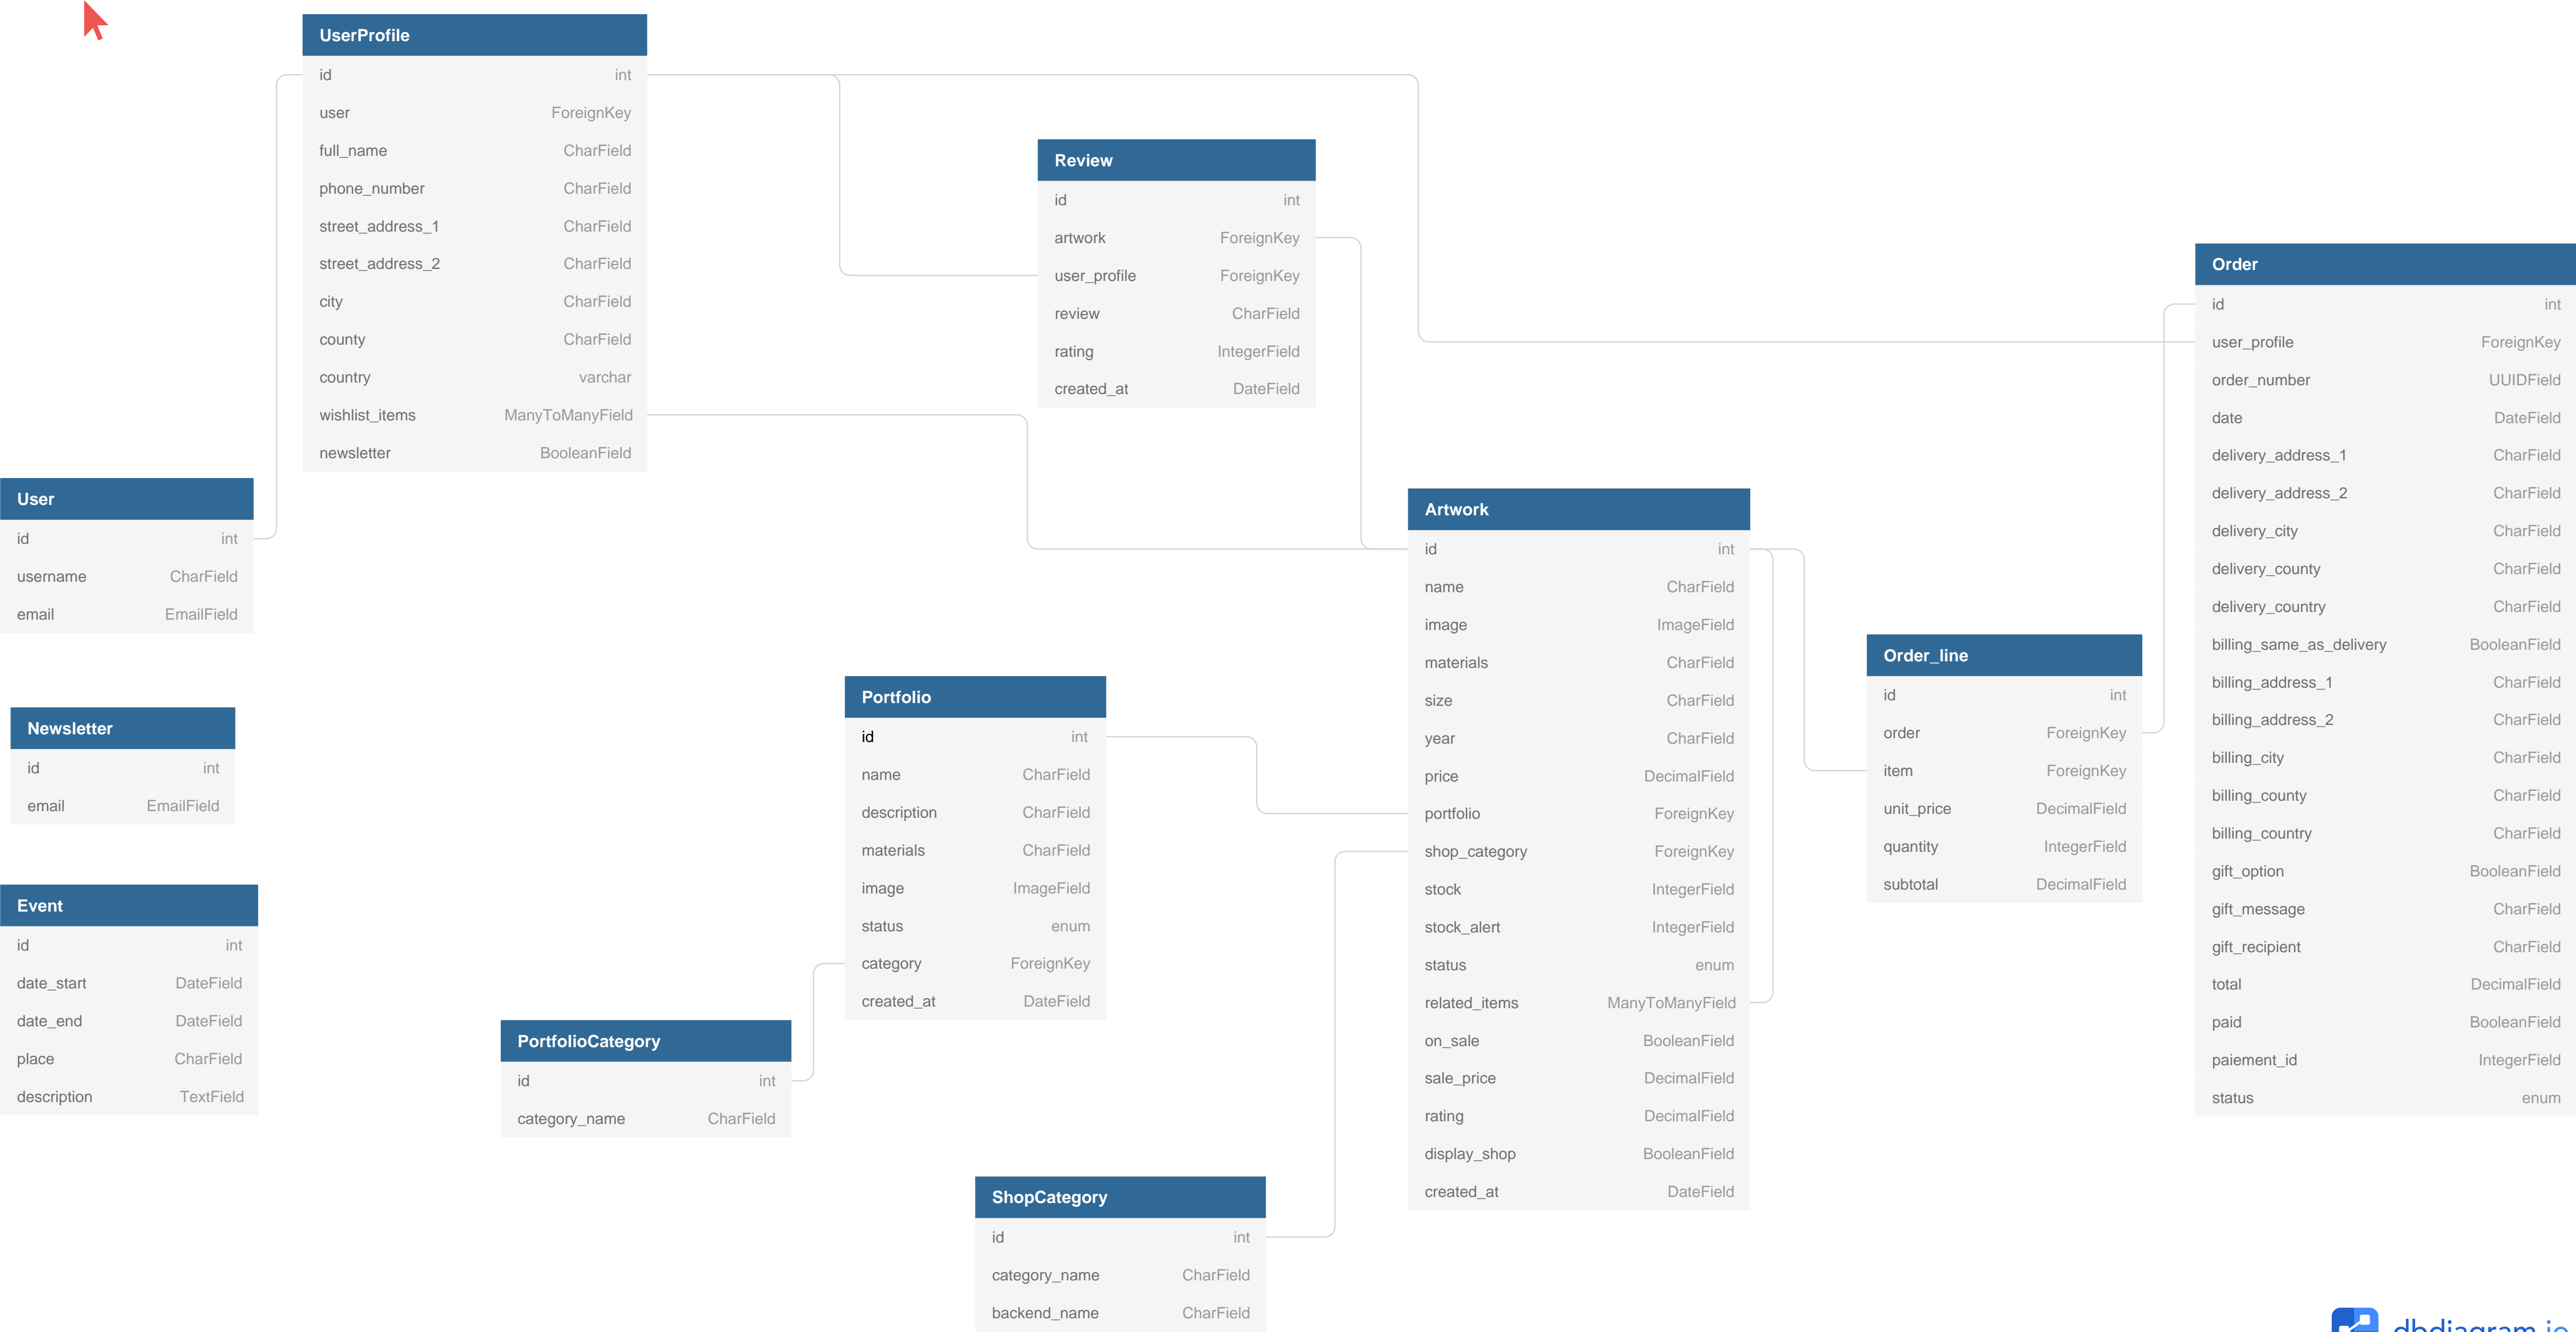 UserProfile
id int
user ForeignKey
full_name CharField
phone_number CharField
street_address_1 CharField
street_address_2 CharField
city CharField
county CharField
country varchar
wishlist_items ManyToManyField
newsletter BooleanField
Review
id int
artwork ForeignKey
user_profile ForeignKey
review CharField
rating IntegerField
created_at DateField
Order
id int
user_profile ForeignKey
order_number UUIDField
date DateField
delivery_address_1 CharField
delivery_address_2 CharField
delivery_city CharField
delivery_county CharField
delivery_country CharField
billing_same_as_delivery BooleanField
billing_address_1 CharField
billing_address_2 CharField
billing_city CharField
billing_county CharField
billing_country CharField
gift_option BooleanField
gift_message CharField
gift_recipient CharField
total DecimalField
paid BooleanField
paiement_id IntegerField
status enum
User
id int
username CharField
email EmailField
Artwork
id int
name CharField
image ImageField
materials CharField
size CharField
year CharField
price DecimalField
portfolio ForeignKey
shop_category ForeignKey
stock IntegerField
stock_alert IntegerField
status enum
related_items ManyToManyField
on_sale BooleanField
sale_price DecimalField
rating DecimalField
display_shop BooleanField
created_at DateField
Order_line
id int
order ForeignKey
item ForeignKey
unit_price DecimalField
quantity IntegerField
subtotal DecimalField
Portfolio
id int
name CharField
description CharField
materials CharField
image ImageField
status enum
category ForeignKey
created_at DateField
Newsletter
id int
email EmailField
Event
id int
date_start DateField
date_end DateField
place CharField
description TextField
PortfolioCategory
id int
category_name CharField
ShopCategory
id int
category_name CharField
backend_name CharField
dbdiagram.io